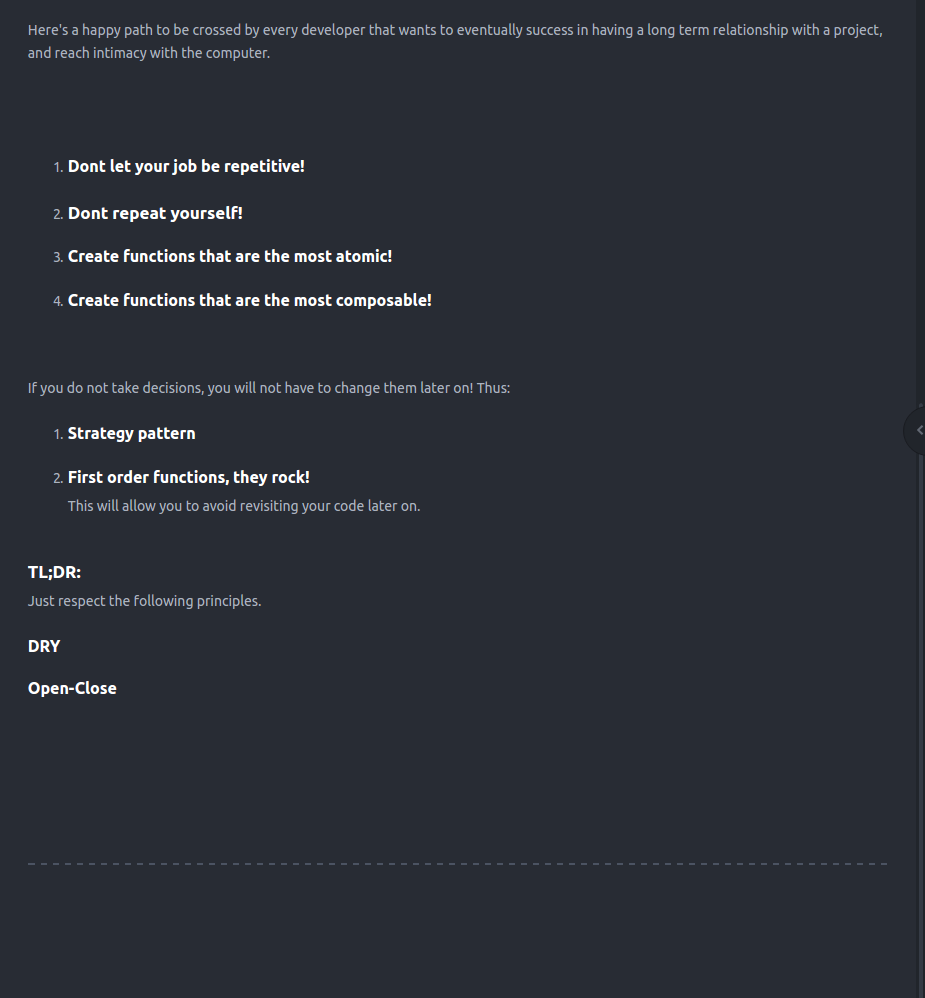 Here's a happy path to be crossed by every developer that wants to eventually success in having a long term relationship with a project,
and reach intimacy with the computer.
1. Dont let your job be repetitive!
2. Dont repeat yourself!
3. Create functions that are the most atomic!
4. Create functions that are the most composable!
If you do not take decisions, you will not have to change them later on! Thus:
1. Strategy pattern
2. First order functions, they rock!
This will allow you to avoid revisiting your code later on.
TL;DR:
Just respect the following principles.
DRY
Open-Close